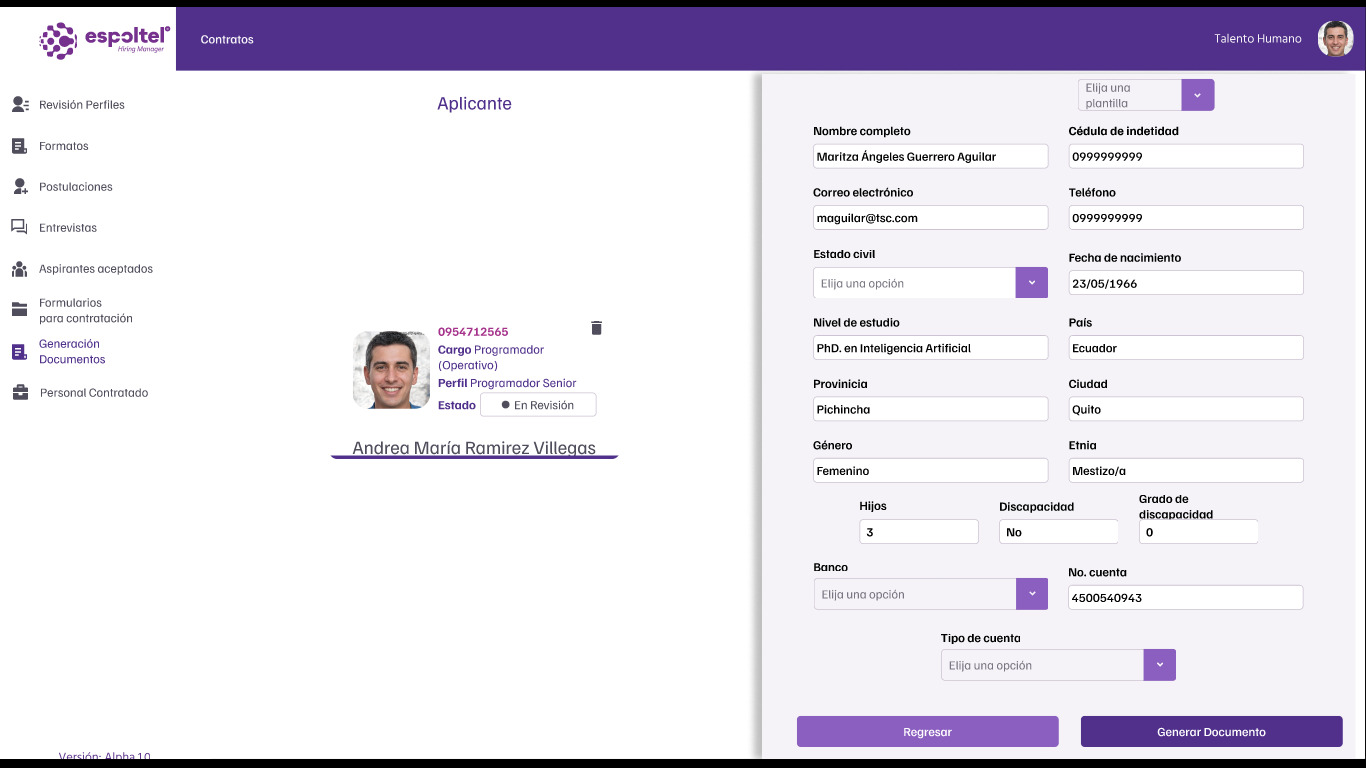 espoltel
Hiring Manager
Contratos
Talento Humano
Revisión Perfiles
Formatos
Postulaciones
Entrevistas
Aspirantes aceptados
Formularios
para contratación
Generación
Documentos
Personal Contratado
Versión: Alpha 1.0
Aplicante
0954712565
Cargo Programador
(Operativo)
Perfil Programador Senior
Estado En Revisión
Andrea María Ramirez Villegas
Elija una
plantilla
Nombre completo
Cédula de indetidad
Maritza Ángeles Guerrero Aguilar
0999999999
Correo electrónico
Teléfono
maguilar@tsc.com
0999999999
Estado civil
Fecha de nacimiento
Elija una opción
23/05/1966
Nivel de estudio
País
PhD. en Inteligencia Artificial
Ecuador
Provinicia
Ciudad
Pichincha
Quito
Género
Etnia
Femenino
Mestizo/a
Hijos
Discapacidad
Grado de
discapacidad
3
No
0
Banco
No. cuenta
Elija una opción
4500540943
Tipo de cuenta
Elija una opción
Regresar
Generar Documento